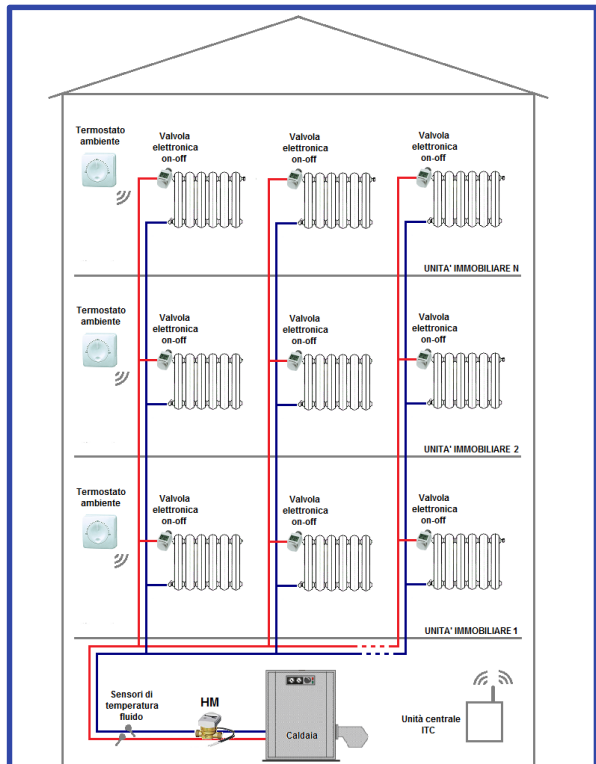 Termostato
ambiente
Valvola
elettronica
on-off
Valvola
elettronica
on-off
Valvola
elettronica
on-off
UNITA' IMMOBILIARE N
Termostato
ambiente
Valvola
elettronica
on-off
Valvola
elettronica
on-off
Valvola
elettronica
on-off
UNITA' IMMOBILIARE 2
Termostato
ambiente
Valvola
elettronica
on-off
Valvola
elettronica
on-off
Valvola
elettronica
on-off
UNITA' IMMOBILIARE 1
Sensori di
temperatura
fluido
HM
Caldaia
Unità centrale
ITC